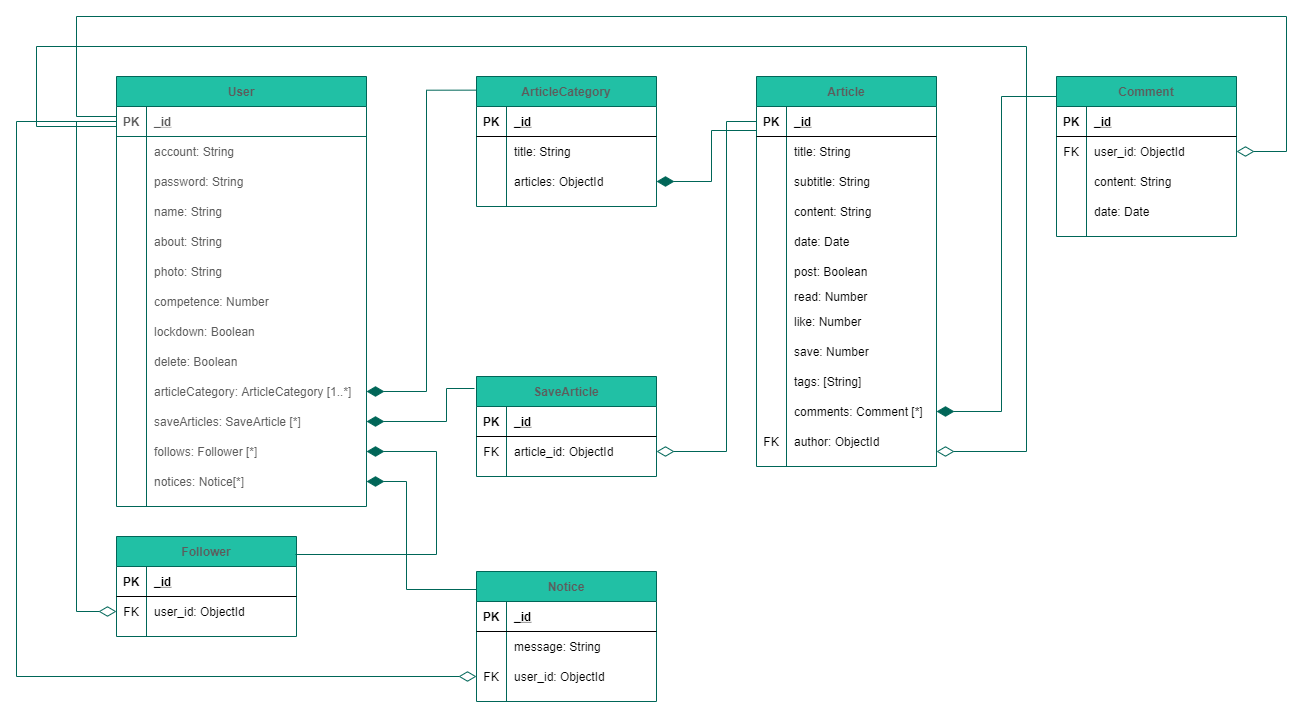 User
PK _id
account: String
password: String
name: String
about: String
photo: String
competence: Number
lockdown: Boolean
delete: Boolean
articleCategory: ArticleCategory [1..*]
saveArticles: SaveArticle [*]
follows: Follower [*]
notices: Notice[*]
ArticleCategory
PK _id
title: String
articles: ObjectId
Article
PK _id
title: String
subtitle: String
content: String
date: Date
post: Boolean
read: Number
like: Number
save: Number
tags: [String]
comments: Comment [*]
FK author: ObjectId
Comment
PK _id
FK user_id: ObjectId
content: String
date: Date
SaveArticle
PK _id
FK article_id: ObjectId
Follower
PK _id
FK user_id: ObjectId
Notice
PK _id
message: String
FK user_id: ObjectId